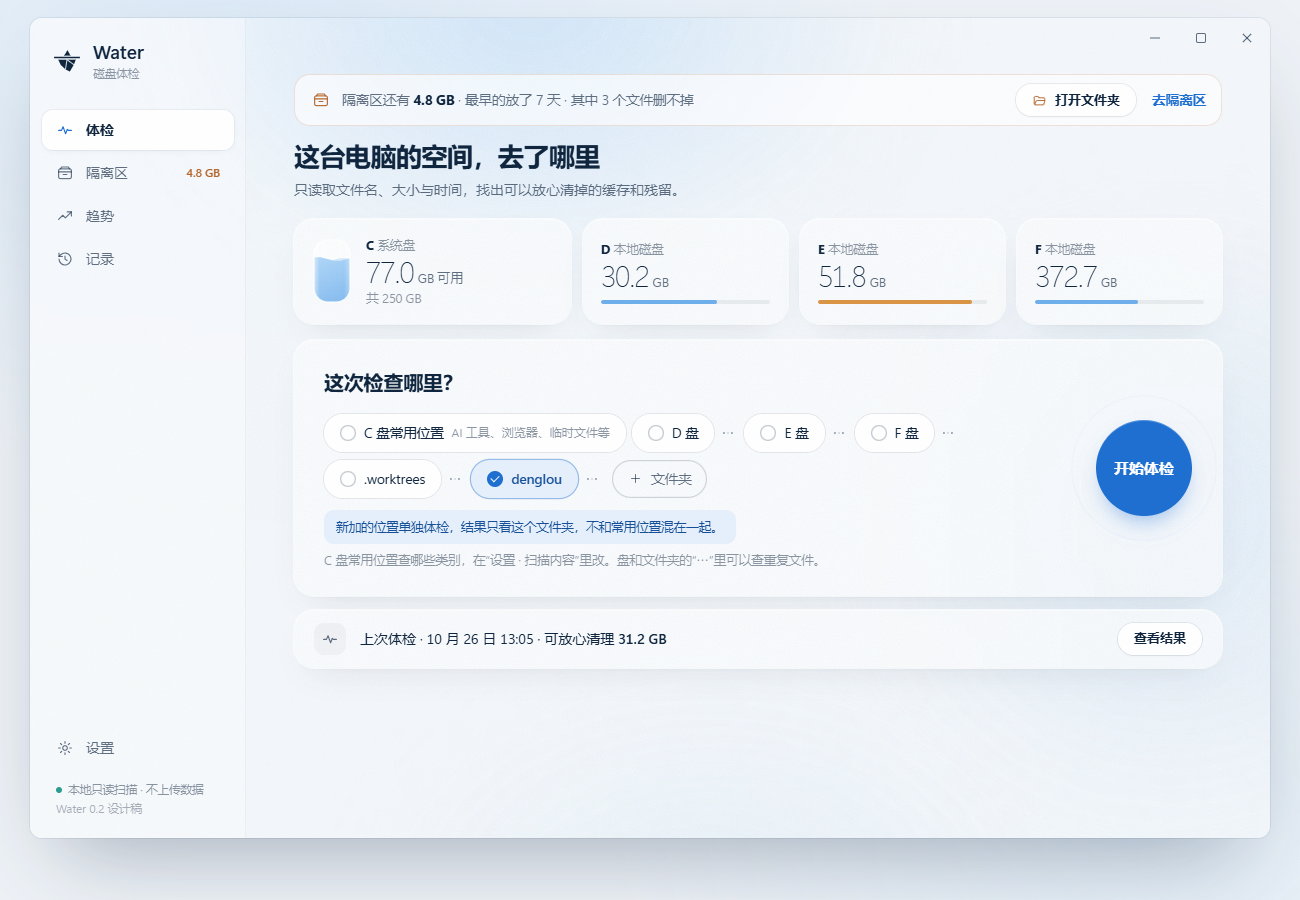 Water
磁盘体检
体检
隔离区 4.8 GB
趋势
记录
设置
本地只读扫描 · 不上传数据
Water 0.2 设计稿
隔离区还有 4.8 GB · 最早的放了 7 天 · 其中 3 个文件删不掉
打开文件夹
去隔离区
这台电脑的空间，去了哪里
只读取文件名、大小与时间，找出可以放心清掉的缓存和残留。
C 系统盘
77.0 GB 可用
共 250 GB
D 本地磁盘
30.2 GB
E 本地磁盘
51.8 GB
F 本地磁盘
372.7 GB
这次检查哪里？
C 盘常用位置 AI 工具、浏览器、临时文件等
D 盘 ···
E 盘 ···
F 盘 ···
.worktrees ···
denglou ···
+ 文件夹
新加的位置单独体检，结果只看这个文件夹，不和常用位置混在一起。
C 盘常用位置查哪些类别，在“设置 · 扫描内容”里改。盘和文件夹的“···”里可以查重复文件。
开始体检
上次体检 · 10 月 26 日 13:05 · 可放心清理 31.2 GB
查看结果